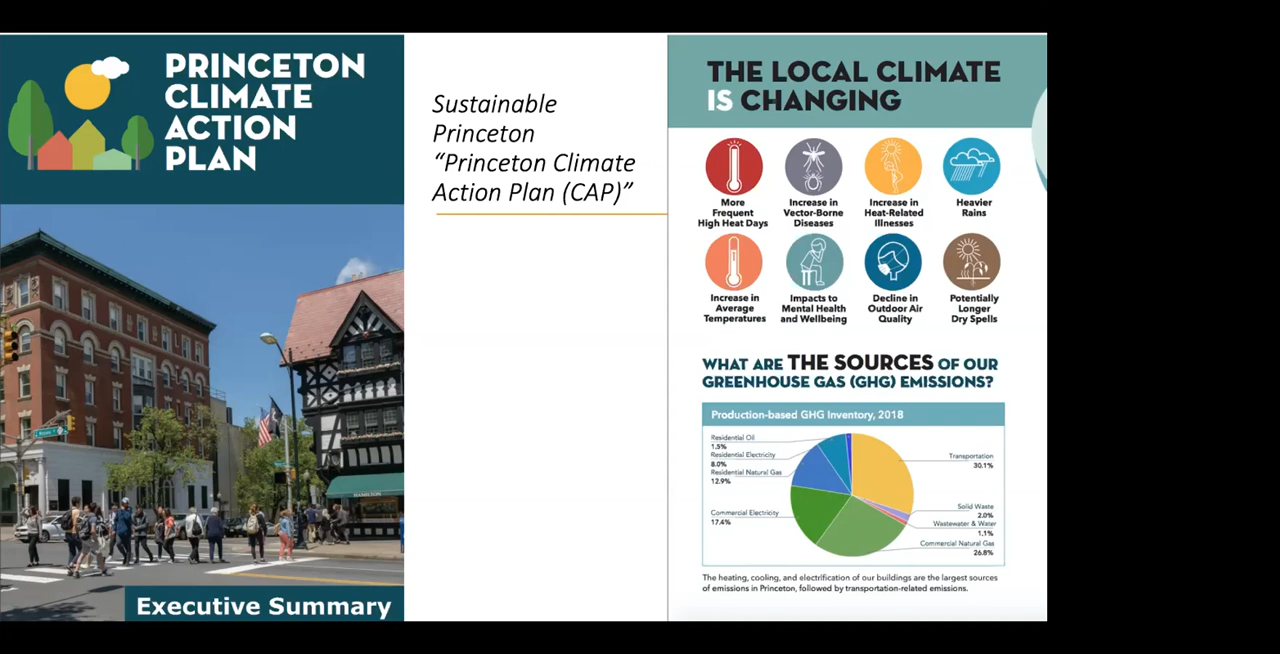 PRINCETON
CLIMATE
ACTION
PLAN
Executive Summary
Sustainable
Princeton
“Princeton Climate
Action Plan (CAP)”
THE LOCAL CLIMATE
IS CHANGING
More
Frequent
High Heat Days
Increase in
Vector-Borne
Diseases
Increase in
Heat-Related
Illnesses
Heavier
Rains
Increase in
Average
Temperatures
Impacts to
Mental Health
and Wellbeing
Decline in
Outdoor Air
Quality
Potentially
Longer
Dry Spells
WHAT ARE THE SOURCES OF OUR
GREENHOUSE GAS (GHG) EMISSIONS?
Production-based GHG Inventory, 2018
Residential Oil
1.5%
Residential Electricity
8.0%
Residential Natural Gas
12.9%
Commercial Electricity
17.4%
Transportation
30.1%
Solid Waste
2.0%
Wastewater & Water
1.1%
Commercial Natural Gas
26.8%
The heating, cooling, and electrification of our buildings are the largest sources
of emissions in Princeton, followed by transportation-related emissions.